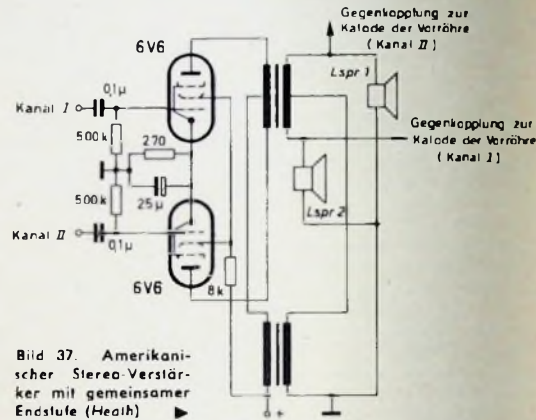 Gegenkopplung zur
Katode der Vorröhre
(Kanal II)
6V6
Lspr 1
0,1µ
Kanal I
Gegenkopplung zur
Katode der Vorröhre
(Kanal I)
500k
270
25µ
500k
Lspr 2
Kanal II
0,1µ
8k
6V6
Bild 37. Amerikani-
scher Stereo-Verstär-
ker mit gemeinsamer
Endstufe (Heath)
+